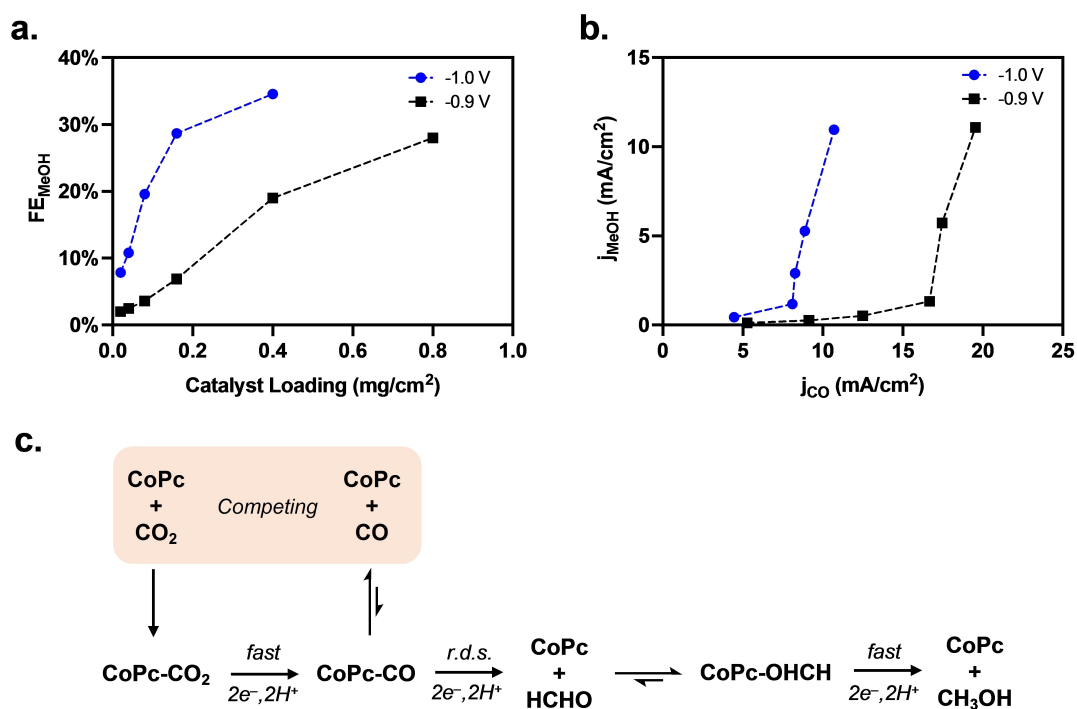 a.
40%
30%
20%
10%
0%
FE_MeOH
-1.0 V
-0.9 V
0.0 0.2 0.4 0.6 0.8 1.0
Catalyst Loading (mg/cm²)
b.
15
10
5
0
j_MeOH (mA/cm²)
-1.0 V
-0.9 V
0 5 10 15 20 25
j_CO (mA/cm²)
c.
CoPc
+
CO₂
Competing
CoPc
+
CO
CoPc-CO₂
fast
2e⁻,2H⁺
CoPc-CO
r.d.s.
2e⁻,2H⁺
CoPc
+
HCHO
CoPc-OHCH
fast
2e⁻,2H⁺
CoPc
+
CH₃OH